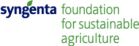 syngenta foundation
for sustainable
agriculture